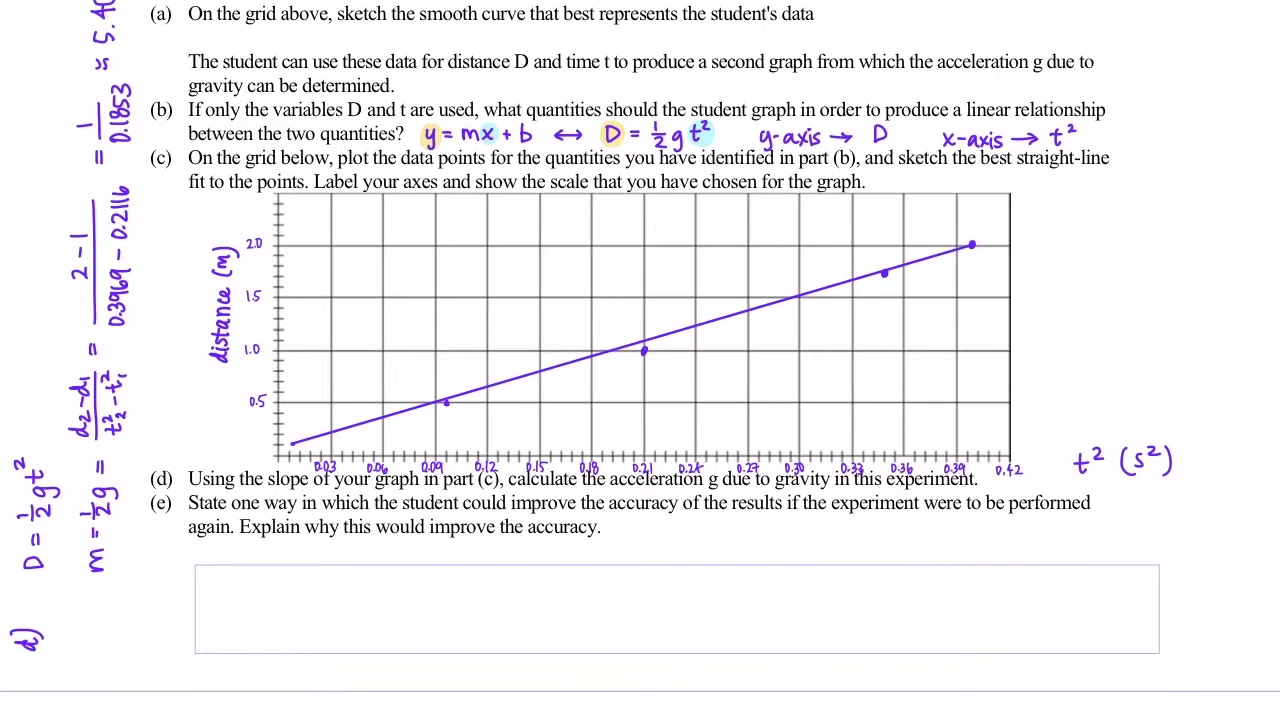 (a) On the grid above, sketch the smooth curve that best represents the student's data
The student can use these data for distance D and time t to produce a second graph from which the acceleration g due to
gravity can be determined.
(b) If only the variables D and t are used, what quantities should the student graph in order to produce a linear relationship
between the two quantities? y = mx + b ↔ D = ½ g t² y-axis → D x-axis → t²
(c) On the grid below, plot the data points for the quantities you have identified in part (b), and sketch the best straight-line
fit to the points. Label your axes and show the scale that you have chosen for the graph.
distance (m)
2.0
1.5
1.0
0.5
0.03 0.06 0.09 0.12 0.15 0.18 0.21 0.24 0.27 0.30 0.33 0.36 0.39 0.42
t² (s²)
(d) Using the slope of your graph in part (c), calculate the acceleration g due to gravity in this experiment.
(e) State one way in which the student could improve the accuracy of the results if the experiment were to be performed
again. Explain why this would improve the accuracy.
d) D = ½ g t²
m = ½ g = d₂ - d₁ / t₂² - t₁² = 2 - 1 / 0.3969 - 0.2116 = 1 / 0.1853 ≈ 5.40